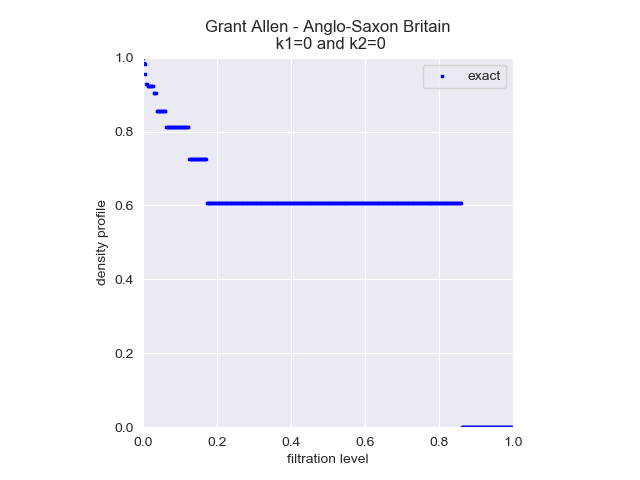 Grant Allen - Anglo-Saxon Britain
k1=0 and k2=0
exact
1.0
0.8
0.6
0.4
0.2
0.0
density profile
0.0 0.2 0.4 0.6 0.8 1.0
filtration level